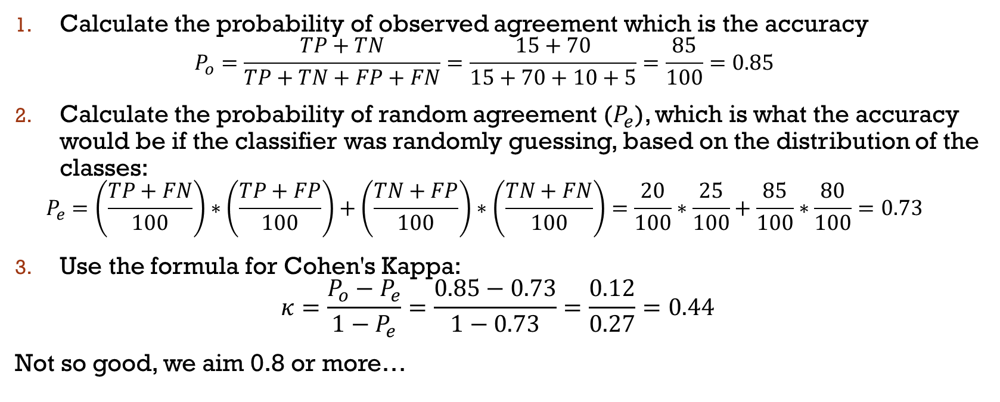 1. Calculate the probability of observed agreement which is the accuracy
P_o = \frac{TP + TN}{TP + TN + FP + FN} = \frac{15 + 70}{15 + 70 + 10 + 5} = \frac{85}{100} = 0.85
2. Calculate the probability of random agreement (P_e), which is what the accuracy
would be if the classifier was randomly guessing, based on the distribution of the
classes:
P_e = \left(\frac{TP + FN}{100}\right) * \left(\frac{TP + FP}{100}\right) + \left(\frac{TN + FP}{100}\right) * \left(\frac{TN + FN}{100}\right) = \frac{20}{100} * \frac{25}{100} + \frac{85}{100} * \frac{80}{100} = 0.73
3. Use the formula for Cohen's Kappa:
κ = \frac{P_o − P_e}{1 − P_e} = \frac{0.85 − 0.73}{1 − 0.73} = \frac{0.12}{0.27} = 0.44
Not so good, we aim 0.8 or more…